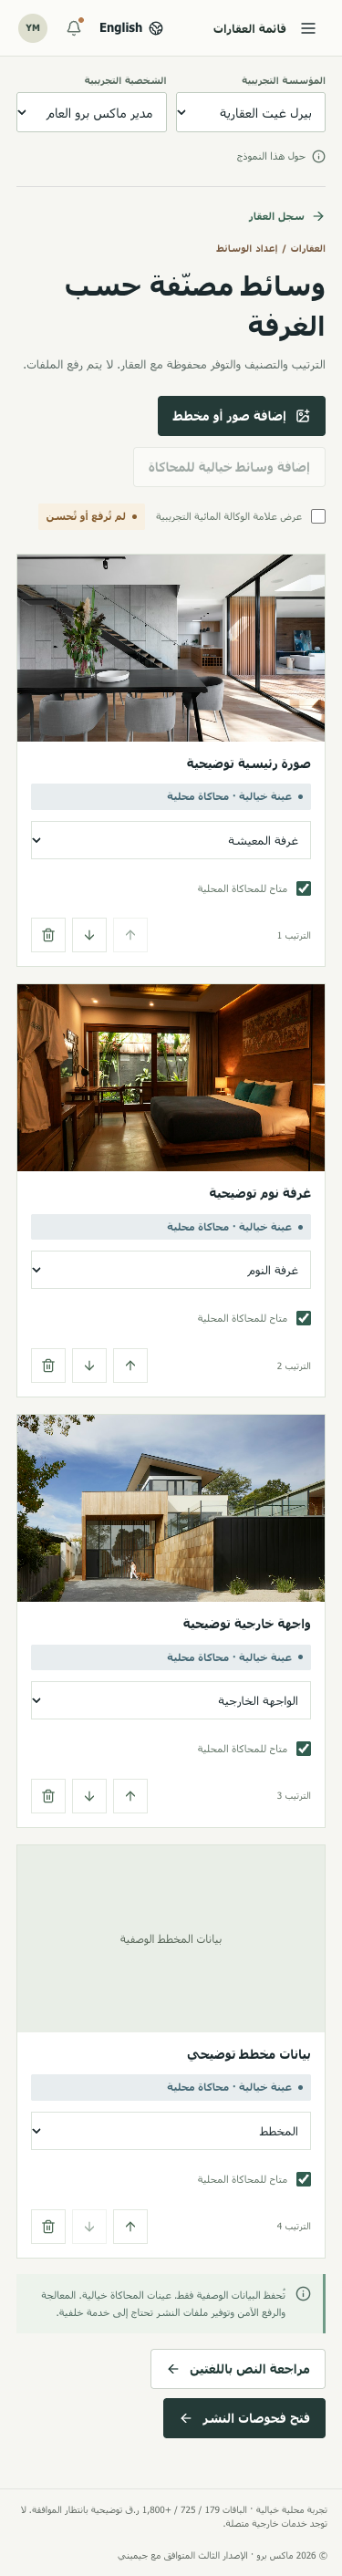 قائمة العقارات
English
YM
المؤسسة التجريبية
الشخصية التجريبية
بيرل غيت العقارية
مدير ماكس برو العام
حول هذا النموذج
سجل العقار
العقارات / إعداد الوسائط
وسائط مصنّفة حسب
الغرفة
الترتيب والتصنيف والتوفر محفوظة مع العقار. لا يتم رفع الملفات.
إضافة صور أو مخطط
إضافة وسائط خيالية للمحاكاة
عرض علامة الوكالة المائية التجريبية
لم تُرفع أو تُحسن
صورة رئيسية توضيحية
عينة خيالية · محاكاة محلية
غرفة المعيشة
متاح للمحاكاة المحلية
الترتيب 1
غرفة نوم توضيحية
عينة خيالية · محاكاة محلية
غرفة النوم
متاح للمحاكاة المحلية
الترتيب 2
واجهة خارجية توضيحية
عينة خيالية · محاكاة محلية
الواجهة الخارجية
متاح للمحاكاة المحلية
الترتيب 3
بيانات المخطط الوصفية
بيانات مخطط توضيحي
عينة خيالية · محاكاة محلية
المخطط
متاح للمحاكاة المحلية
الترتيب 4
تُحفظ البيانات الوصفية فقط. عينات المحاكاة خيالية. المعالجة
والرفع الآمن وتوفير ملفات النشر تحتاج إلى خدمة خلفية.
مراجعة النص باللغتين
فتح فحوصات النشر
تجربة محلية خيالية · الباقات 179 / 725 / +1,800 ر.ق توضيحية بانتظار الموافقة. لا
توجد خدمات خارجية متصلة.
© 2026 ماكس برو · الإصدار الثالث المتوافق مع جيميني